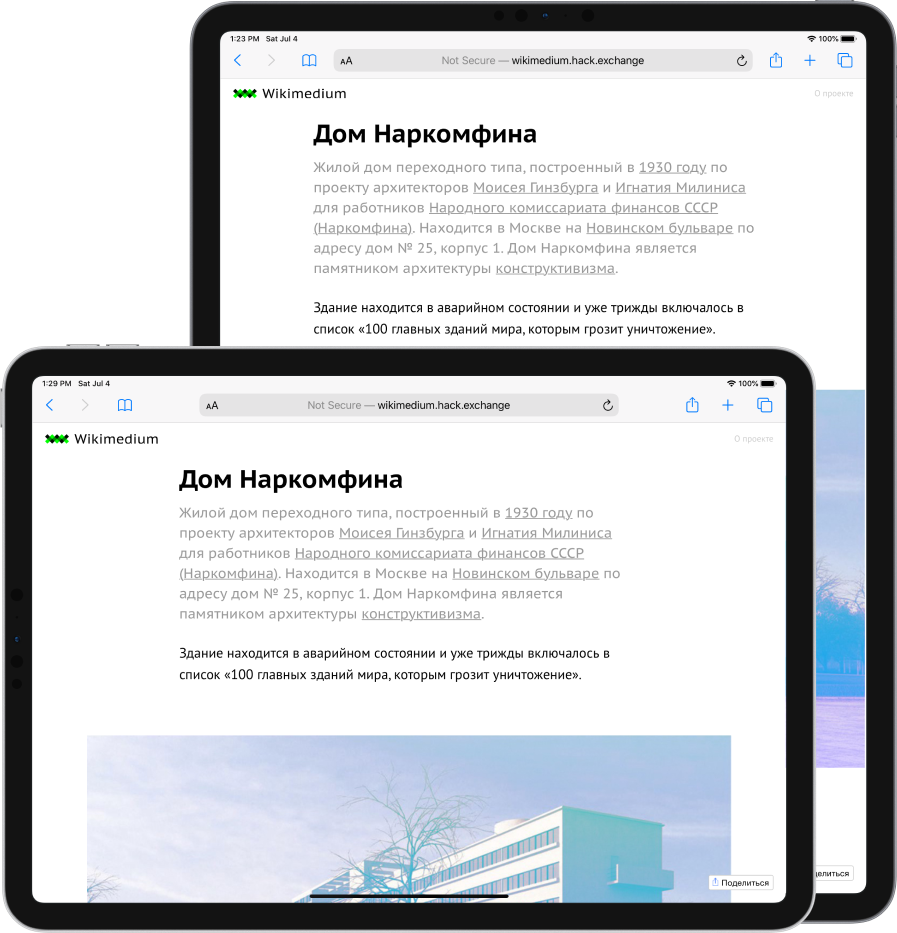 1:23 PM Sat Jul 4 100%
AA Not Secure — wikimedium.hack.exchange
Wikimedium О проекте
Дом Наркомфина
Жилой дом переходного типа, построенный в 1930 году по
проекту архитекторов Моисея Гинзбурга и Игнатия Милиниса
для работников Народного комиссариата финансов СССР
(Наркомфина). Находится в Москве на Новинском бульваре по
адресу дом № 25, корпус 1. Дом Наркомфина является
памятником архитектуры конструктивизма.
Здание находится в аварийном состоянии и уже трижды включалось в
список «100 главных зданий мира, которым грозит уничтожение».
1:29 PM Sat Jul 4 100%
AA Not Secure — wikimedium.hack.exchange
Wikimedium О проекте
Дом Наркомфина
Жилой дом переходного типа, построенный в 1930 году по
проекту архитекторов Моисея Гинзбурга и Игнатия Милиниса
для работников Народного комиссариата финансов СССР
(Наркомфина). Находится в Москве на Новинском бульваре по
адресу дом № 25, корпус 1. Дом Наркомфина является
памятником архитектуры конструктивизма.
Здание находится в аварийном состоянии и уже трижды включалось в
список «100 главных зданий мира, которым грозит уничтожение».
Поделиться